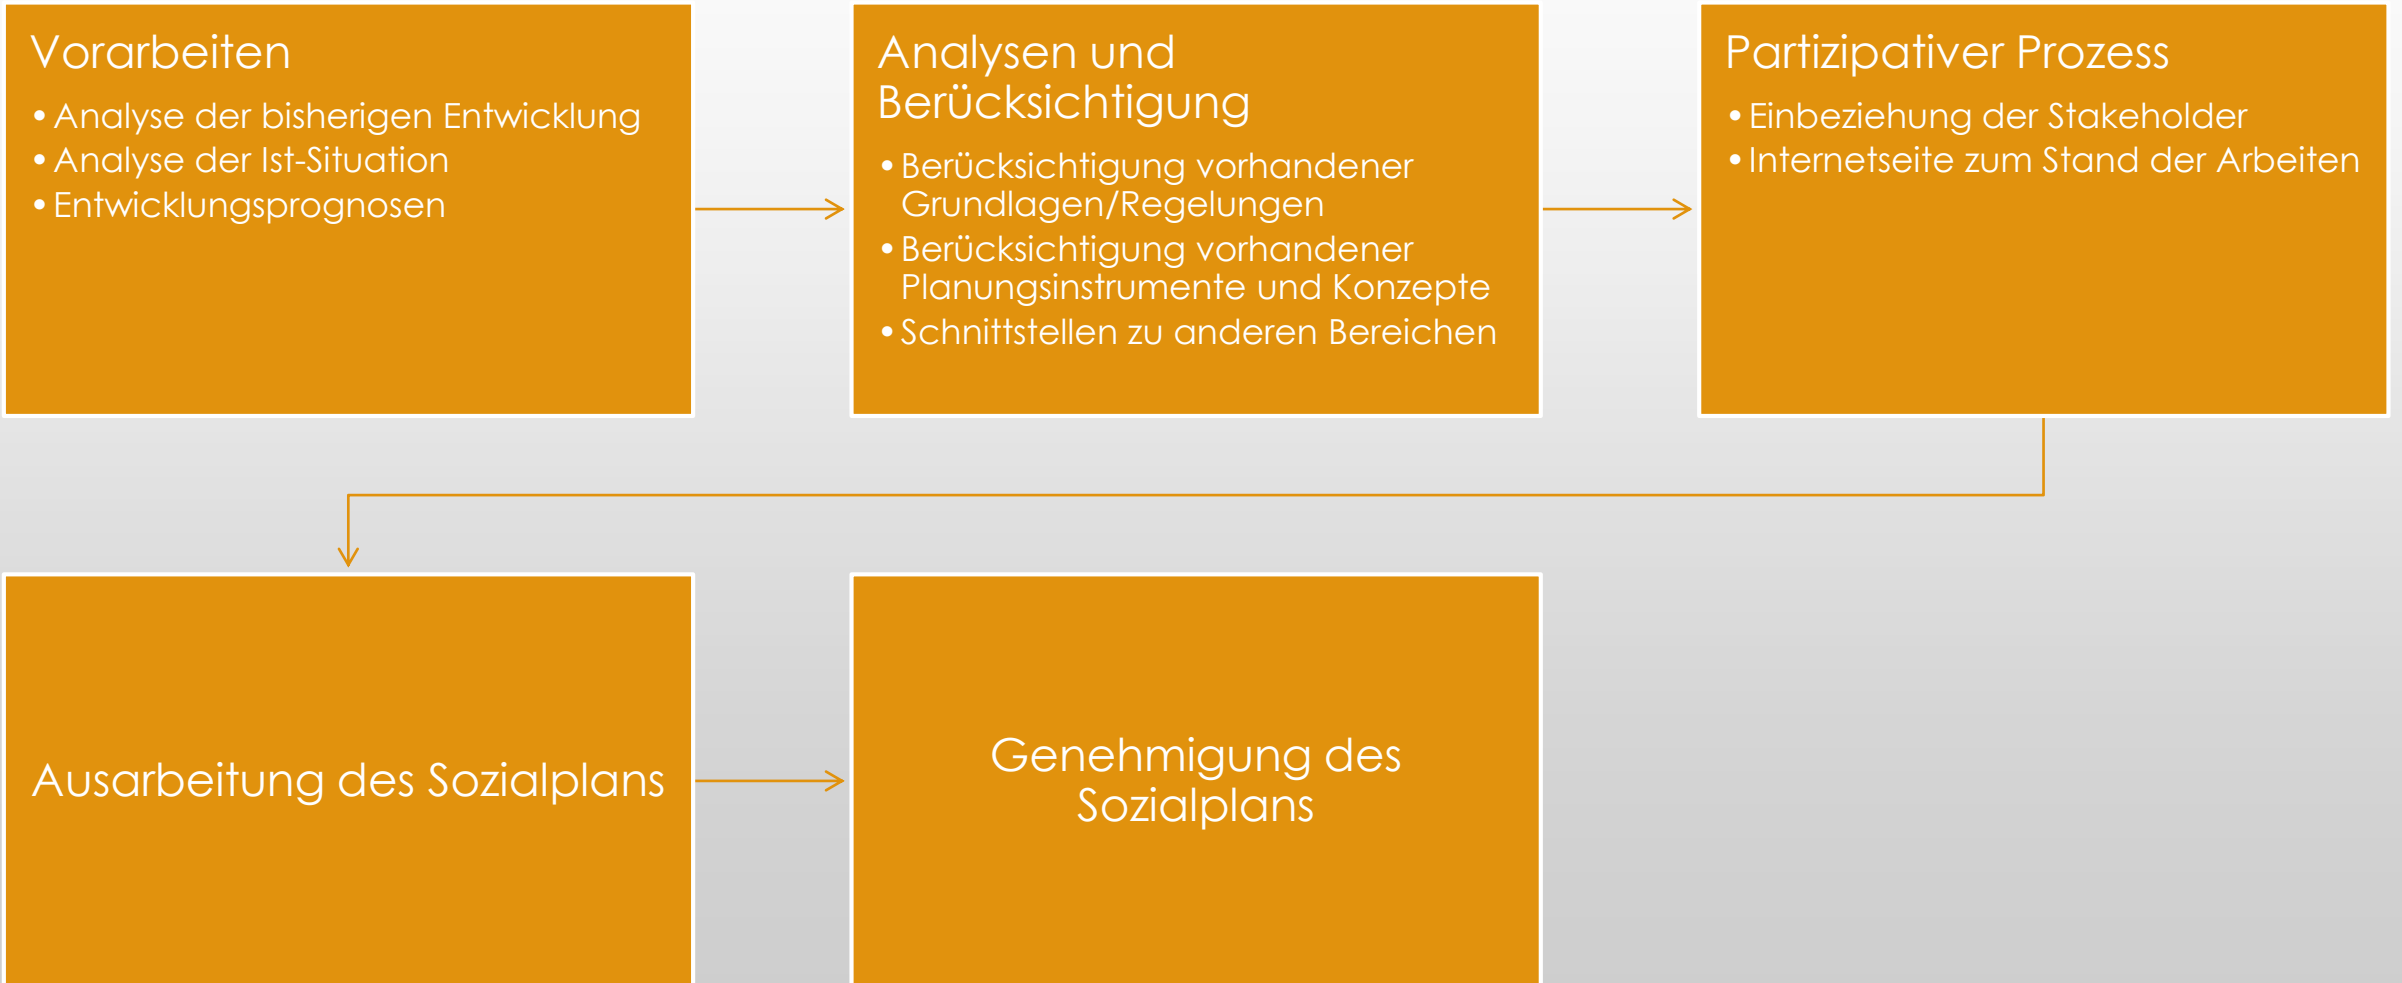 Vorarbeiten
•Analyse der bisherigen Entwicklung
•Analyse der Ist-Situation
•Entwicklungsprognosen
Analysen und
Berücksichtigung
•Berücksichtigung vorhandener
Grundlagen/Regelungen
•Berücksichtigung vorhandener
Planungsinstrumente und Konzepte
•Schnittstellen zu anderen Bereichen
Partizipativer Prozess
•Einbeziehung der Stakeholder
•Internetseite zum Stand der Arbeiten
Ausarbeitung des Sozialplans
Genehmigung des
Sozialplans